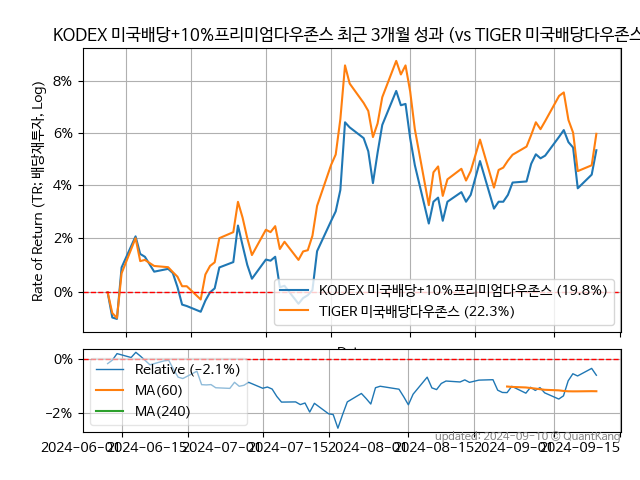 KODEX 미국배당+10%프리미엄다우존스 최근 3개월 성과 (vs TIGER 미국배당다우존스
Rate of Return (TR: 배당재투자, Log)
8%
6%
4%
2%
0%
KODEX 미국배당+10%프리미엄다우존스 (19.8%)
TIGER 미국배당다우존스 (22.3%)
0%
−2%
Relative (−2.1%)
MA(60)
MA(240)
updated: 2024-09-10 © QuantKang
2024-06-01
2024-06-15
2024-07-01
2024-07-15
2024-08-01
2024-08-15
2024-09-01
2024-09-15